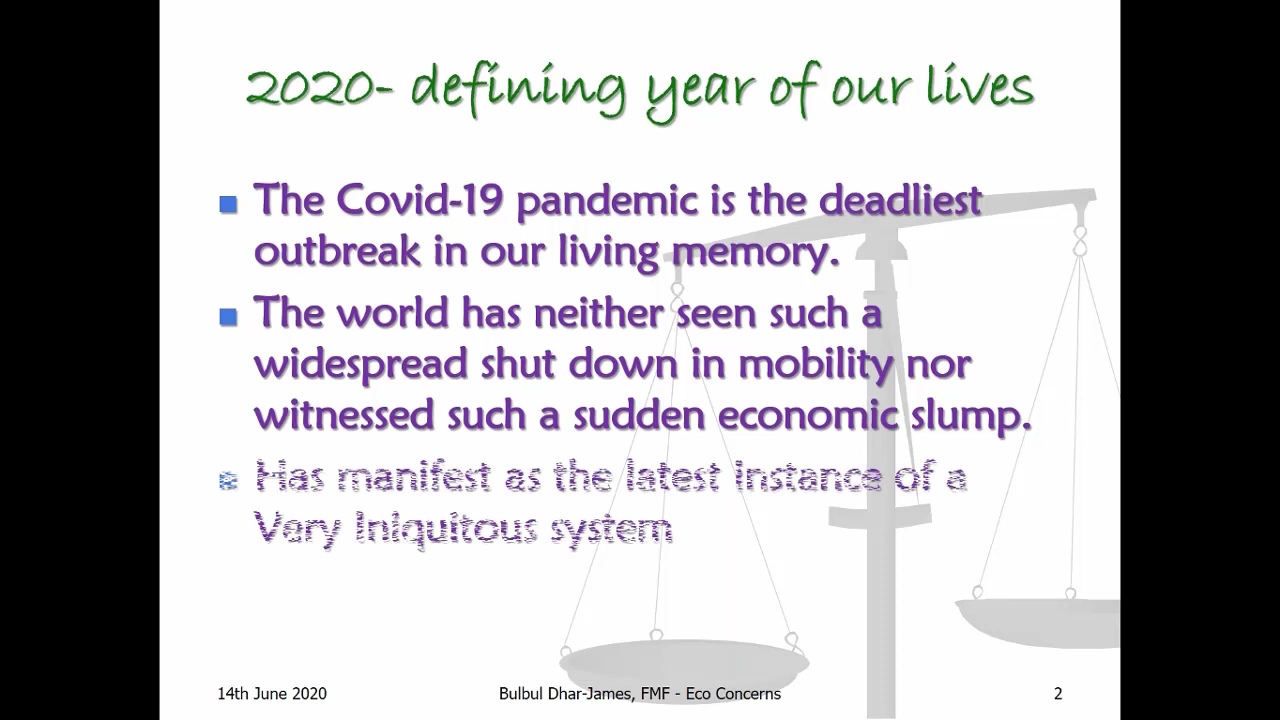 2020- defining year of our lives
The Covid-19 pandemic is the deadliest
outbreak in our living memory.
The world has neither seen such a
widespread shut down in mobility nor
witnessed such a sudden economic slump.
Has manifest as the latest instance of a
Very Iniquitous system
14th June 2020
Bulbul Dhar-James, FMF - Eco Concerns
2